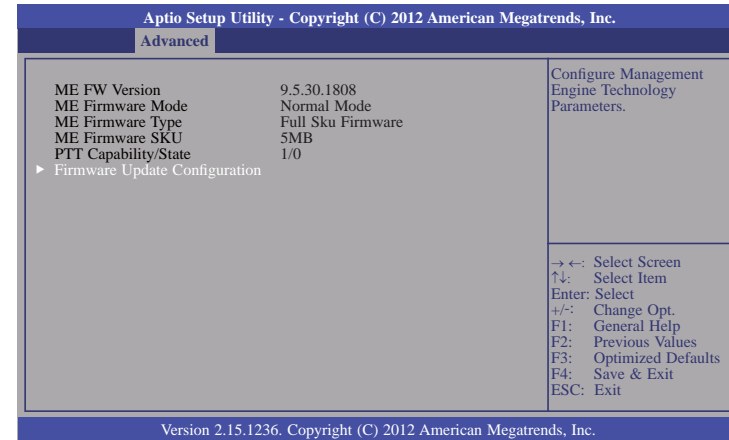 Aptio Setup Utility - Copyright (C) 2012 American Megatrends, Inc.
Advanced
ME FW Version 9.5.30.1808
ME Firmware Mode Normal Mode
ME Firmware Type Full Sku Firmware
ME Firmware SKU 5MB
PTT Capability/State 1/0
▶ Firmware Update Configuration
Configure Management
Engine Technology
Parameters.
→ ←: Select Screen
↑↓: Select Item
Enter: Select
+/-: Change Opt.
F1: General Help
F2: Previous Values
F3: Optimized Defaults
F4: Save & Exit
ESC: Exit
Version 2.15.1236. Copyright (C) 2012 American Megatrends, Inc.